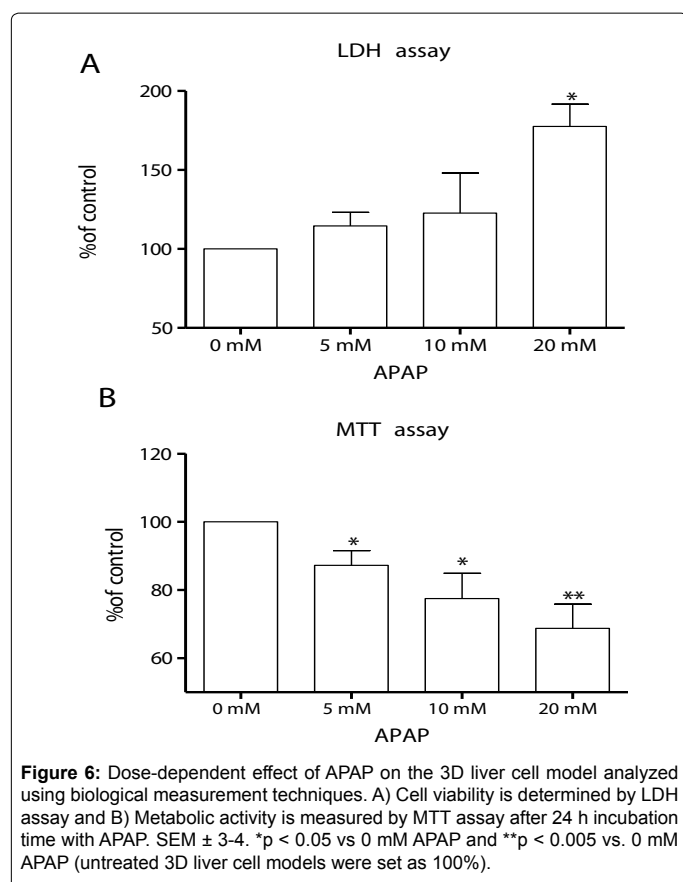 A
LDH assay
200
*
150
%of control
100
50
0 mM
5 mM
10 mM
20 mM
APAP
B
MTT assay
120
100
*
%of control
*
80
**
60
0 mM
5 mM
10 mM
20 mM
APAP
Figure 6: Dose-dependent effect of APAP on the 3D liver cell model analyzed
using biological measurement techniques. A) Cell viability is determined by LDH
assay and B) Metabolic activity is measured by MTT assay after 24 h incubation
time with APAP. SEM ± 3-4. *p < 0.05 vs 0 mM APAP and **p < 0.005 vs. 0 mM
APAP (untreated 3D liver cell models were set as 100%).